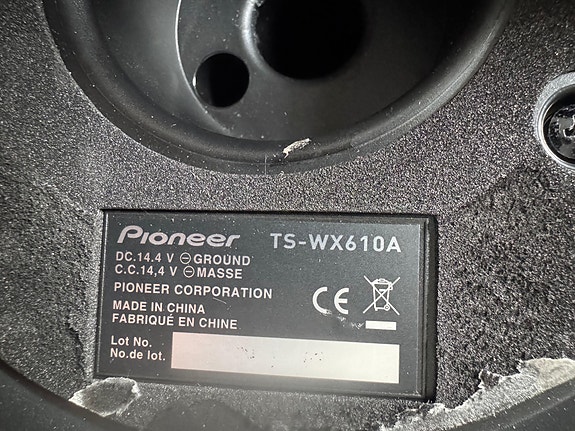 Pioneer TS-WX610A
DC.14.4 V ⊖GROUND
C.C.14,4 V ⊖MASSE
PIONEER CORPORATION
MADE IN CHINA
FABRIQUÉ EN CHINE
CE
Lot No.
No.de lot.